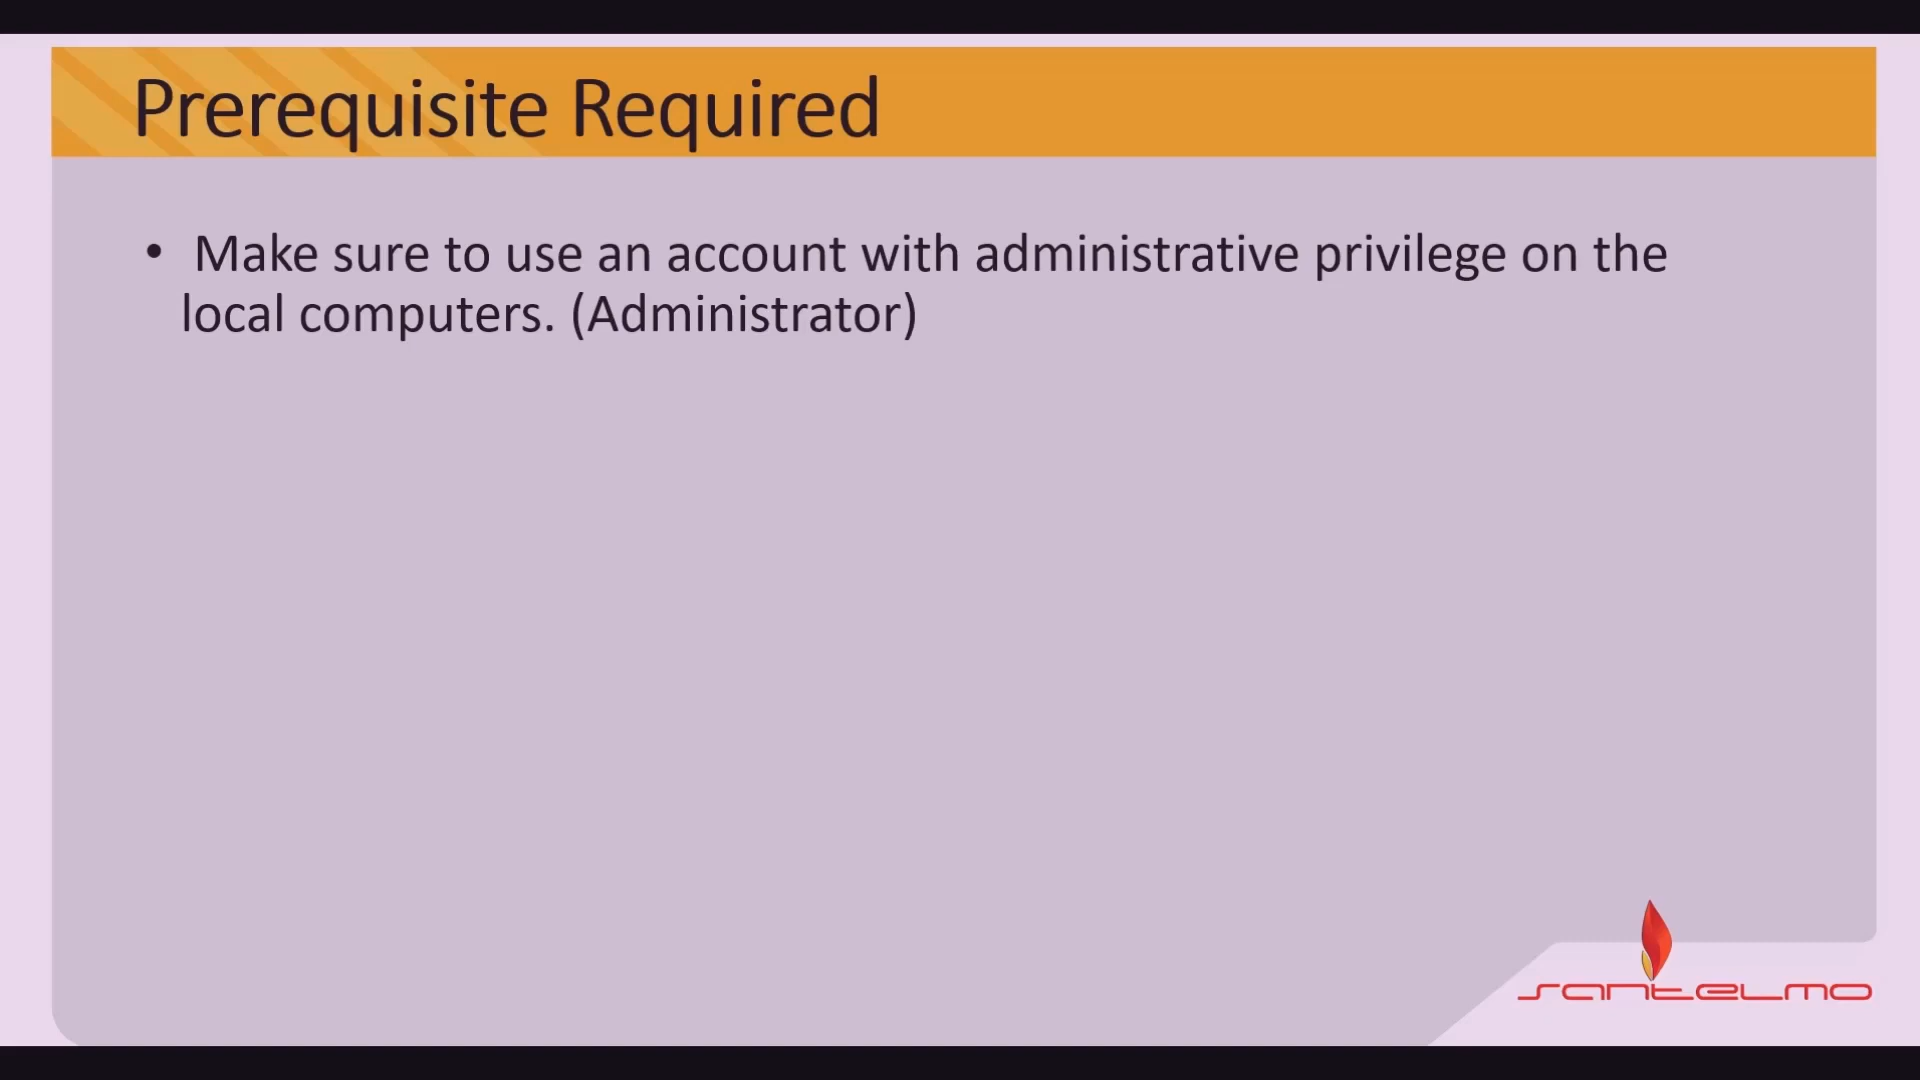 Prerequisite Required
• Make sure to use an account with administrative privilege on the
local computers. (Administrator)
santelmo